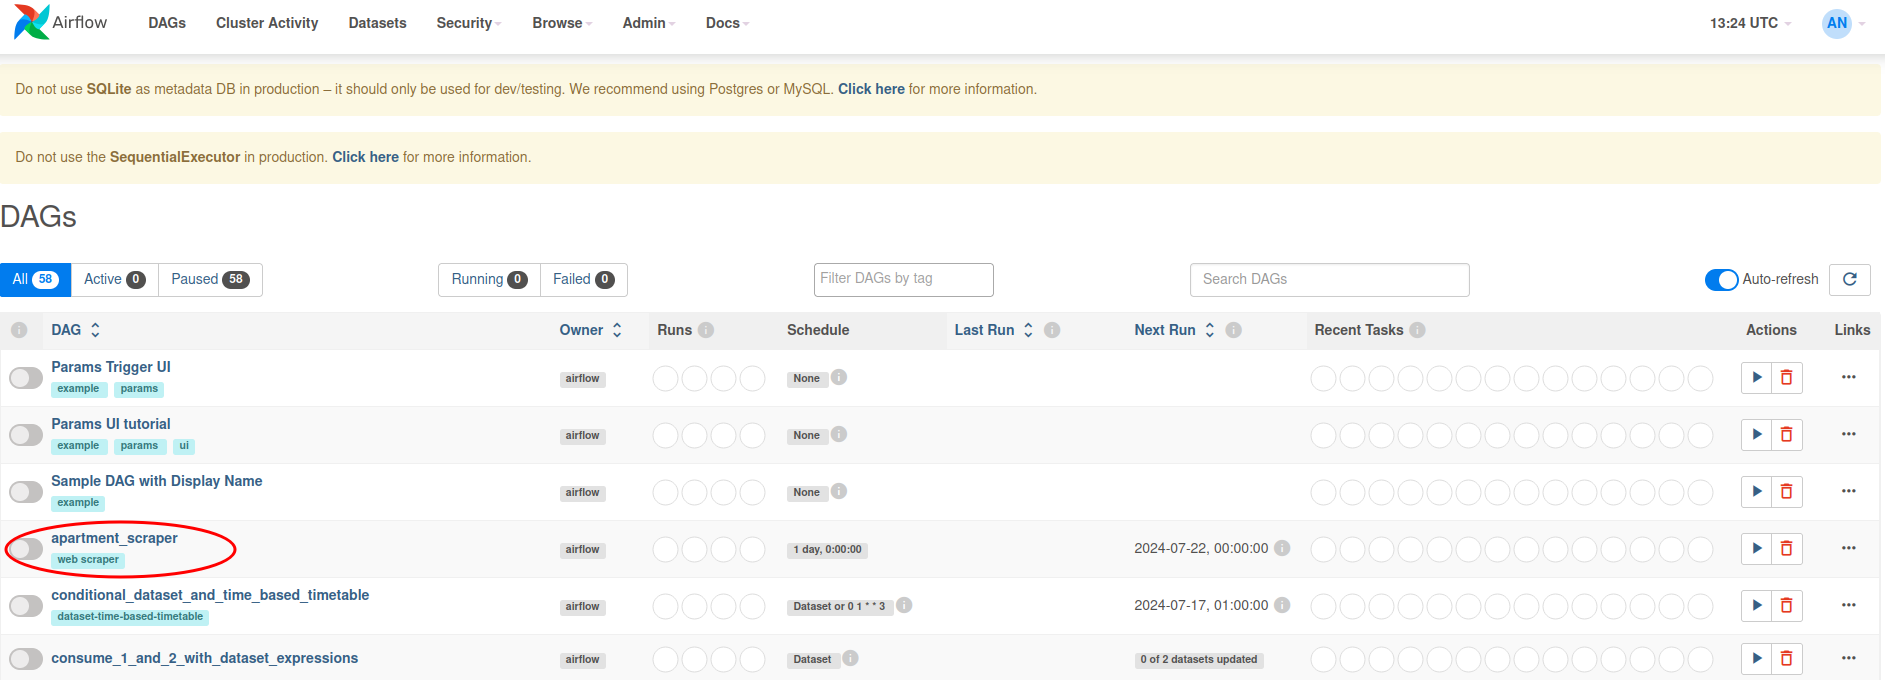 Airflow DAGs Cluster Activity Datasets Security Browse Admin Docs 13:24 UTC AN
Do not use SQLite as metadata DB in production – it should only be used for dev/testing. We recommend using Postgres or MySQL. Click here for more information.
Do not use the SequentialExecutor in production. Click here for more information.
DAGs
All 58 Active 0 Paused 58 Running 0 Failed 0 Filter DAGs by tag Search DAGs Auto-refresh
i DAG Owner Runs i Schedule Last Run i Next Run i Recent Tasks i Actions Links
Params Trigger UI
example params airflow None i
Params UI tutorial
example params ui airflow None i
Sample DAG with Display Name
example airflow None i
apartment_scraper
web scraper airflow 1 day, 0:00:00 2024-07-22, 00:00:00 i
conditional_dataset_and_time_based_timetable
dataset-time-based-timetable airflow Dataset or 0 1 * * 3 i 2024-07-17, 01:00:00 i
consume_1_and_2_with_dataset_expressions airflow Dataset i 0 of 2 datasets updated